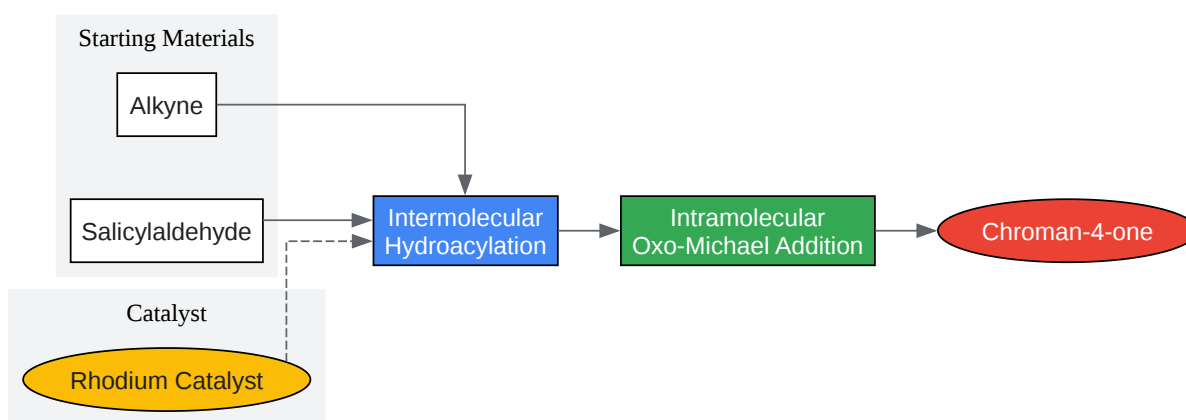 Starting Materials
Alkyne
Salicylaldehyde
Intermolecular
Hydroacylation
Intramolecular
Oxo-Michael Addition
Chroman-4-one
Catalyst
Rhodium Catalyst